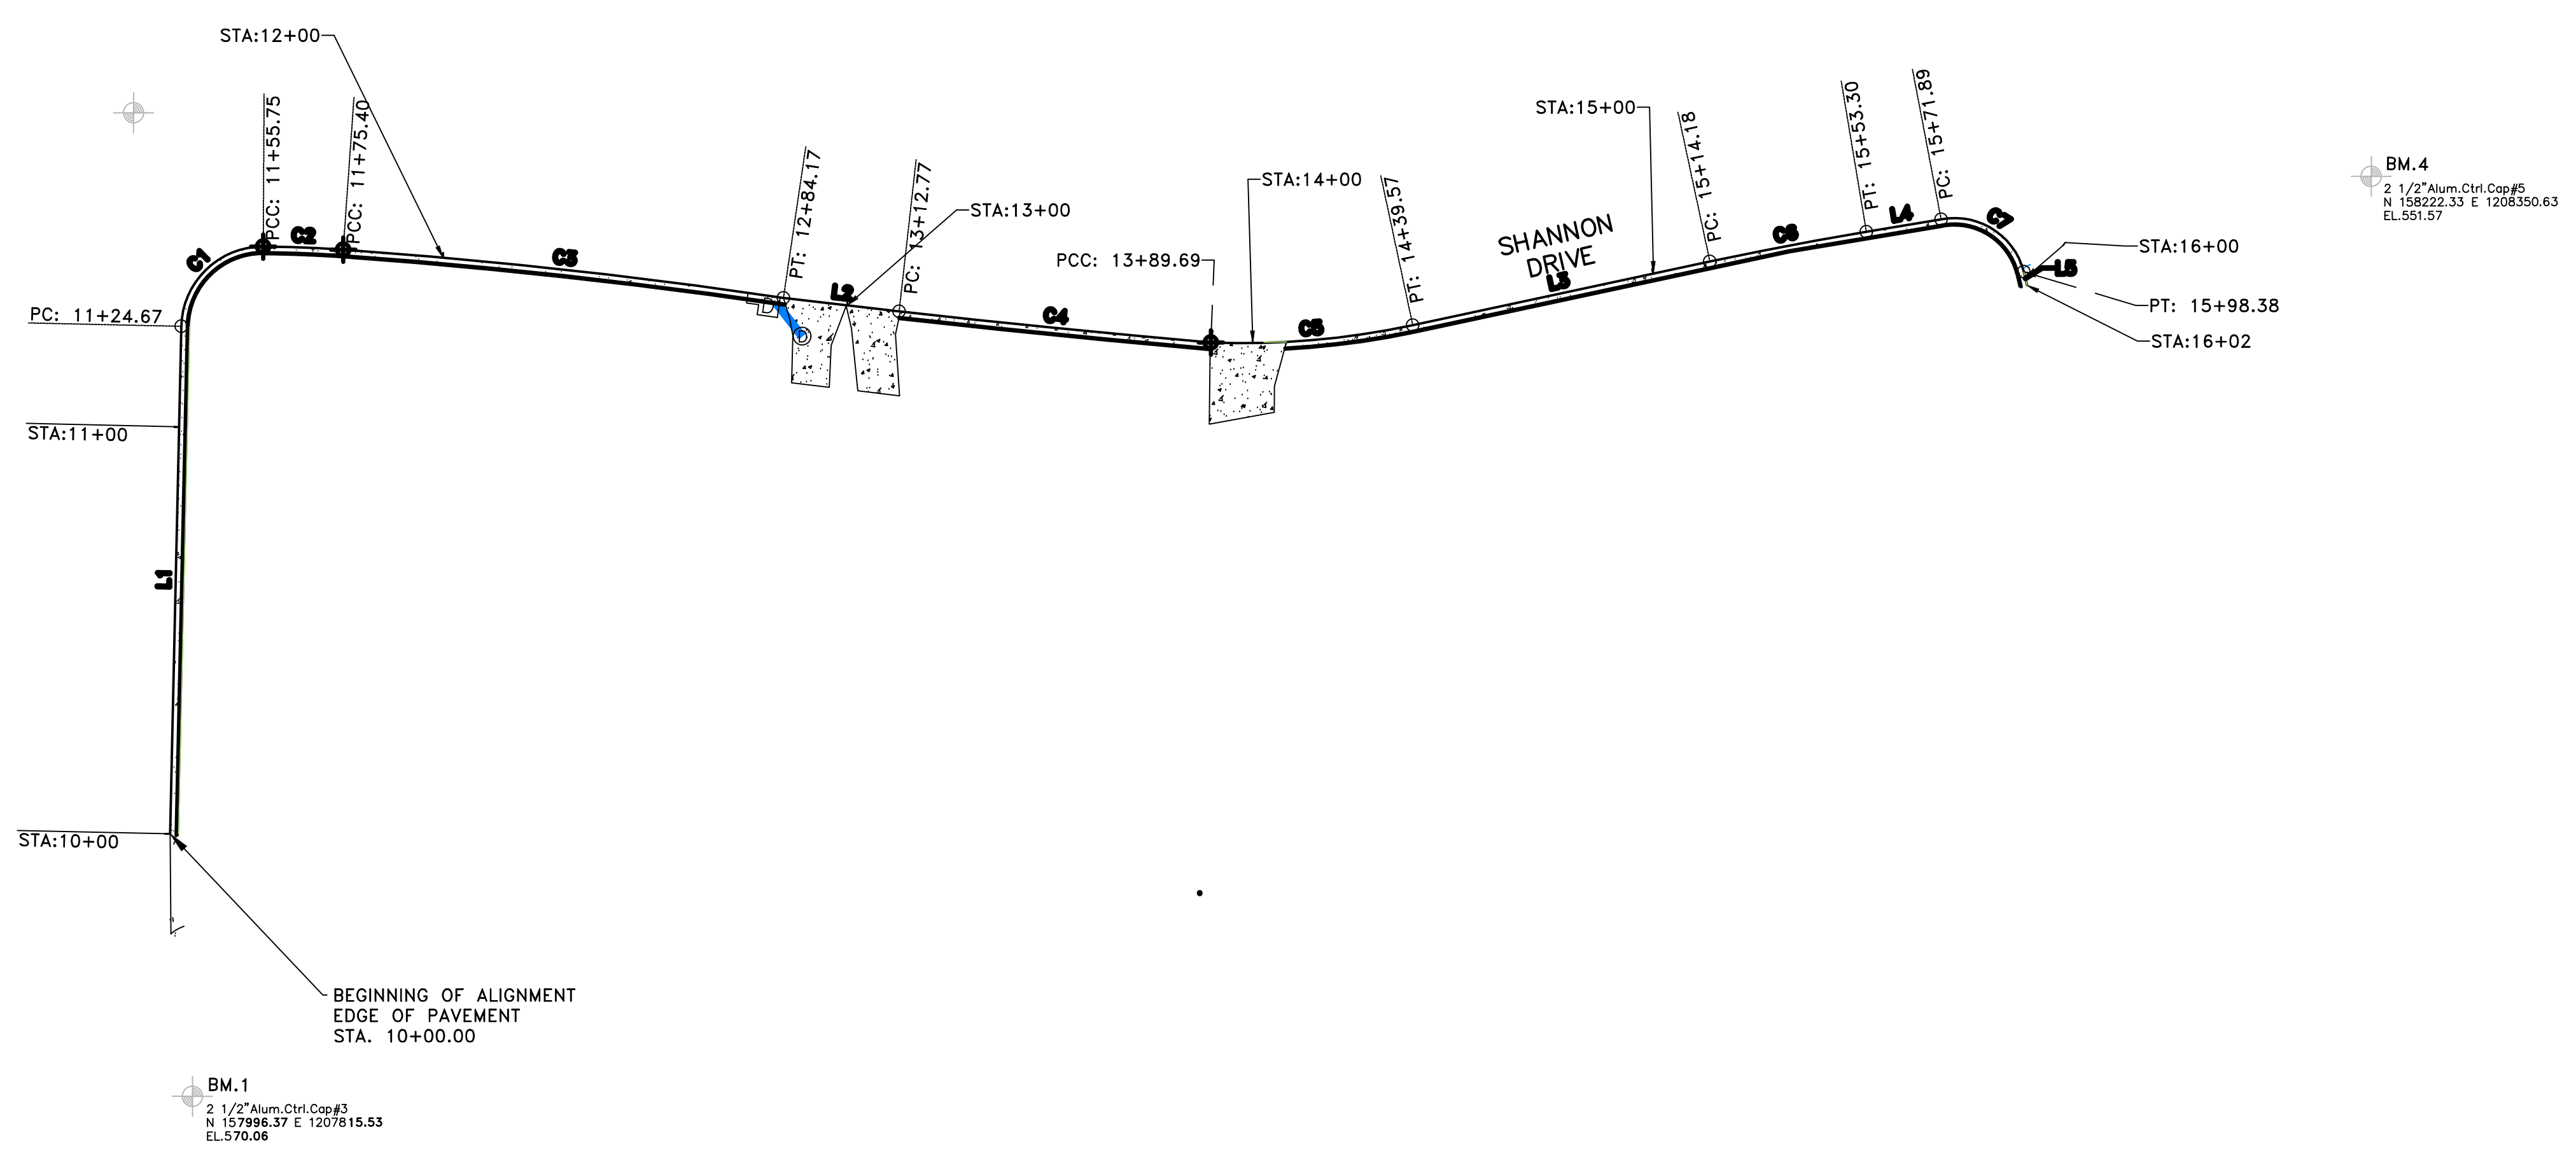 STA:12+00
PCC: 11+55.75
PCC: 11+75.40
C1
C2
C3
PC: 11+24.67
STA:11+00
L1
STA:10+00
BEGINNING OF ALIGNMENT
EDGE OF PAVEMENT
STA. 10+00.00
BM.1
2 1/2"Alum.Ctrl.Cap#3
N 157996.37 E 1207815.53
EL.570.06
PT: 12+84.17
D
D
L2
PC: 13+12.77
STA:13+00
C4
PCC: 13+89.69
STA:14+00
C5
PT: 14+39.57
SHANNON
DRIVE
L3
STA:15+00
PC: 15+14.18
C6
PT: 15+53.30
L4
PC: 15+71.89
C7
L5
STA:16+00
PT: 15+98.38
STA:16+02
BM.4
2 1/2"Alum.Ctrl.Cap#5
N 158222.33 E 1208350.63
EL.551.57